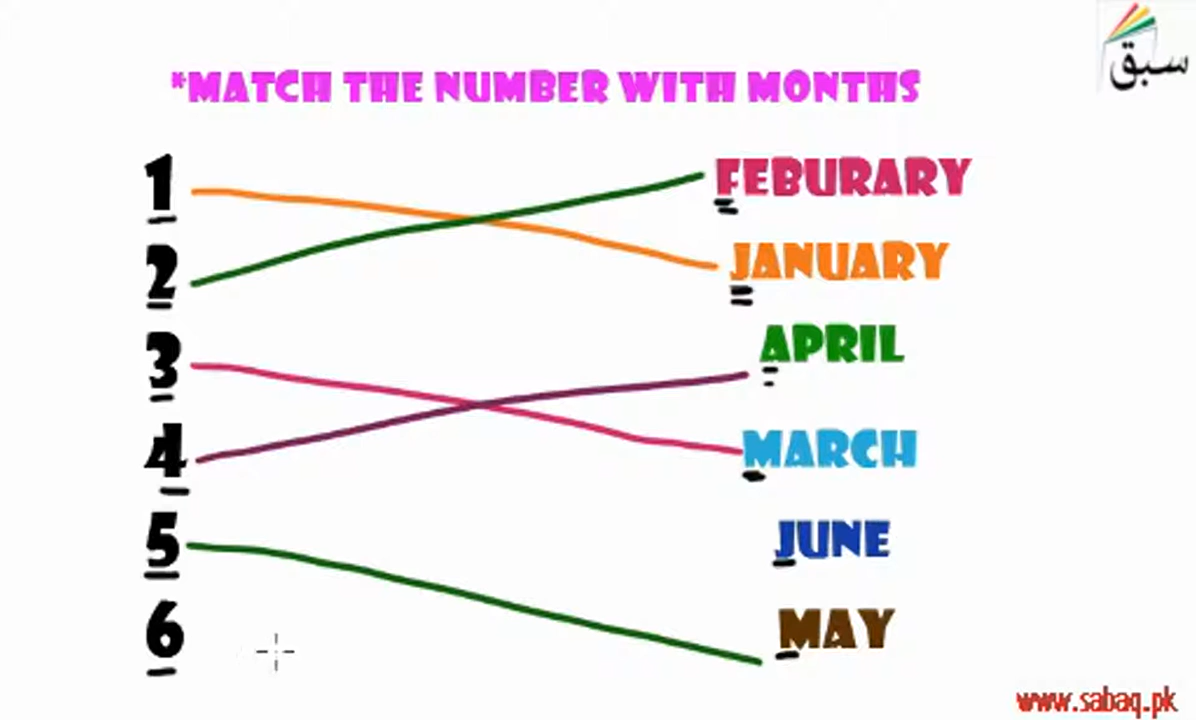 سبق
*MATCH THE NUMBER WITH MONTHS
1 FEBURARY
2 JANUARY
3 APRIL
4 MARCH
5 JUNE
6 MAY
www.sabaq.pk